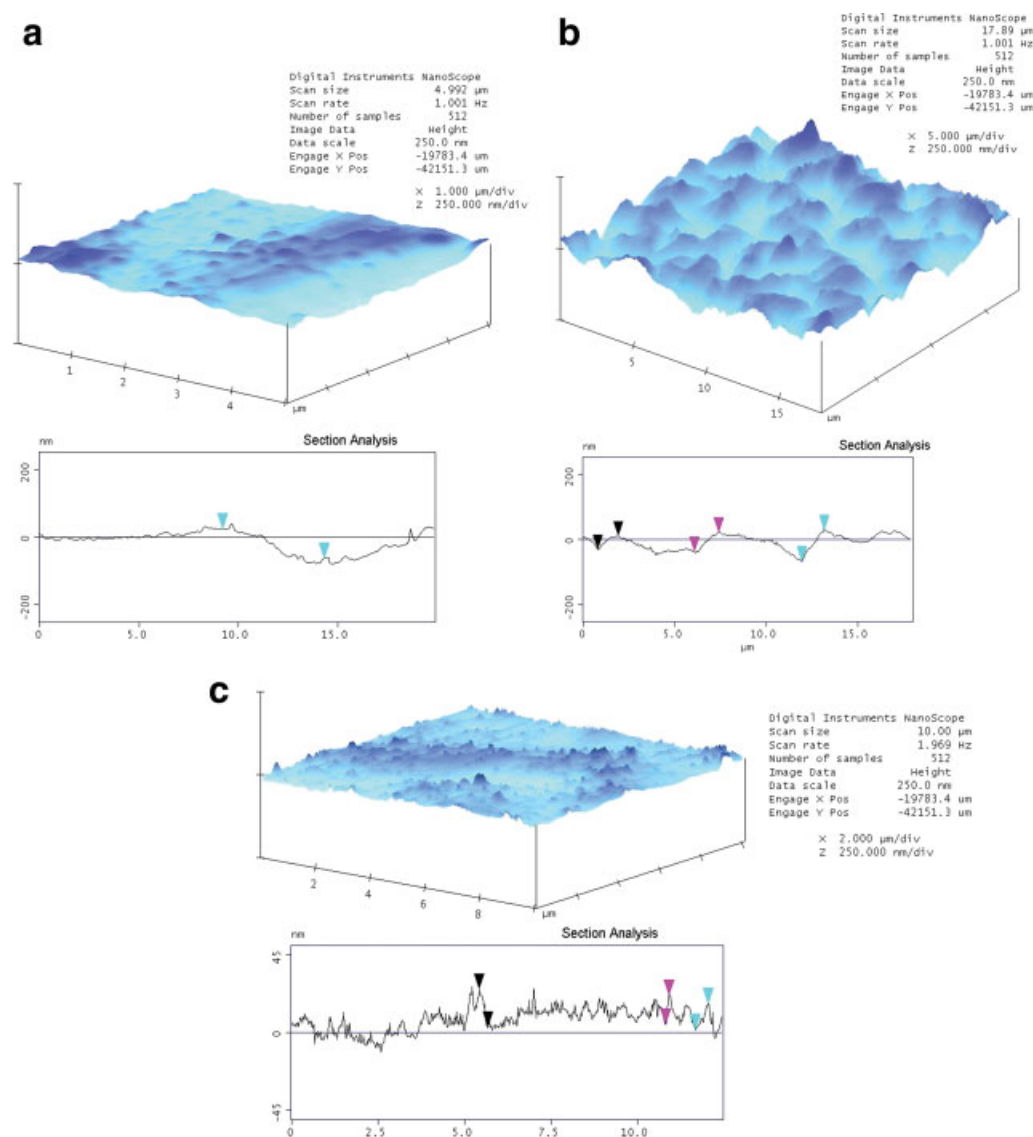 a
Digital Instruments NanoScope
Scan size 4.992 µm
Scan rate 1.001 Hz
Number of samples 512
Image Data Height
Data scale 250.0 nm
Engage X Pos -19783.4 um
Engage Y Pos -42151.3 um
X 1.000 µm/div
Z 250.000 nm/div
1
2
3
4
µm
nm
Section Analysis
200
0
-200
0
5.0
10.0
15.0
b
Digital Instruments NanoScope
Scan size 17.89 µm
Scan rate 1.001 Hz
Number of samples 512
Image Data Height
Data scale 250.0 nm
Engage X Pos -19783.4 um
Engage Y Pos -42151.3 um
X 5.000 µm/div
Z 250.000 nm/div
5
10
15
µm
nm
Section Analysis
200
0
-200
0
5.0
10.0
15.0
µm
c
Digital Instruments NanoScope
Scan size 10.00 µm
Scan rate 1.969 Hz
Number of samples 512
Image Data Height
Data scale 250.0 nm
Engage X Pos -19783.4 um
Engage Y Pos -42151.3 um
X 2.000 µm/div
Z 250.000 nm/div
2
4
6
8
µm
nm
Section Analysis
45
0
-45
0
2.5
5.0
7.5
10.0